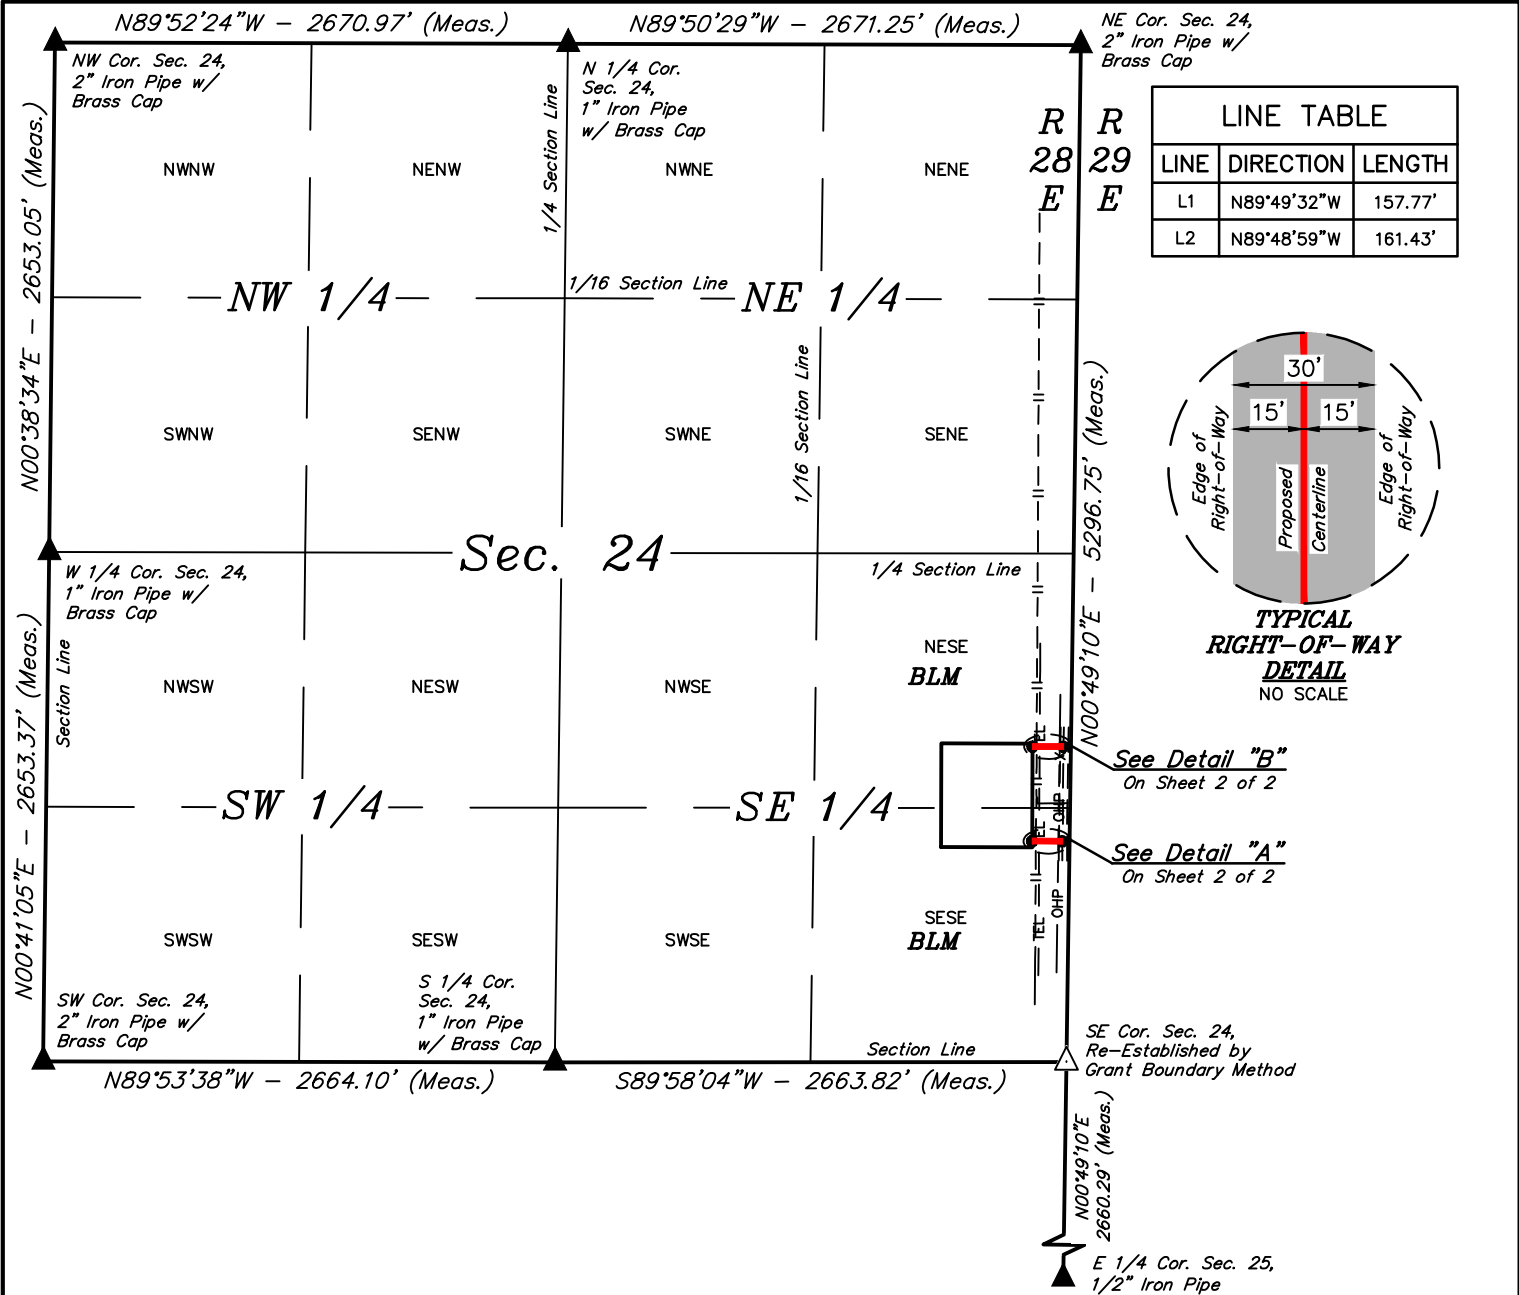 N89°52'24"W - 2670.97' (Meas.)
N89°50'29"W - 2671.25' (Meas.)
NE Cor. Sec. 24,
2" Iron Pipe w/
Brass Cap
NW Cor. Sec. 24,
2" Iron Pipe w/
Brass Cap
N 1/4 Cor.
Sec. 24,
1" Iron Pipe
w/ Brass Cap
R R
28 29
E E
LINE TABLE
LINE DIRECTION LENGTH
L1 N89°49'32"W 157.77'
L2 N89°48'59"W 161.43'
N00°38'34"E - 2653.05' (Meas.)
1/4 Section Line
NWNW
NENW
NWNE
NENE
1/16 Section Line
NW 1/4
NE 1/4
1/16 Section Line
N00°49'10"E - 5296.75' (Meas.)
30'
15' 15'
Edge of
Right-of-Way
Proposed
Centerline
Edge of
Right-of-Way
TYPICAL
RIGHT-OF-WAY
DETAIL
NO SCALE
SWNW
SENW
SWNE
SENE
Sec. 24
1/4 Section Line
W 1/4 Cor. Sec. 24,
1" Iron Pipe w/
Brass Cap
Section Line
N00°41'05"E - 2653.37' (Meas.)
NWSW
NESW
NWSE
NESE
BLM
See Detail "B"
On Sheet 2 of 2
SW 1/4
SE 1/4
TEL
TEL
OHP
See Detail "A"
On Sheet 2 of 2
SWSW
SESW
SWSE
SESE
BLM
TEL
OHP
SW Cor. Sec. 24,
2" Iron Pipe w/
Brass Cap
S 1/4 Cor.
Sec. 24,
1" Iron Pipe
w/ Brass Cap
Section Line
SE Cor. Sec. 24,
Re-Established by
Grant Boundary Method
N89°53'38"W - 2664.10' (Meas.)
S89°58'04"W - 2663.82' (Meas.)
N00°49'10"E
2660.29' (Meas.)
E 1/4 Cor. Sec. 25,
1/2" Iron Pipe